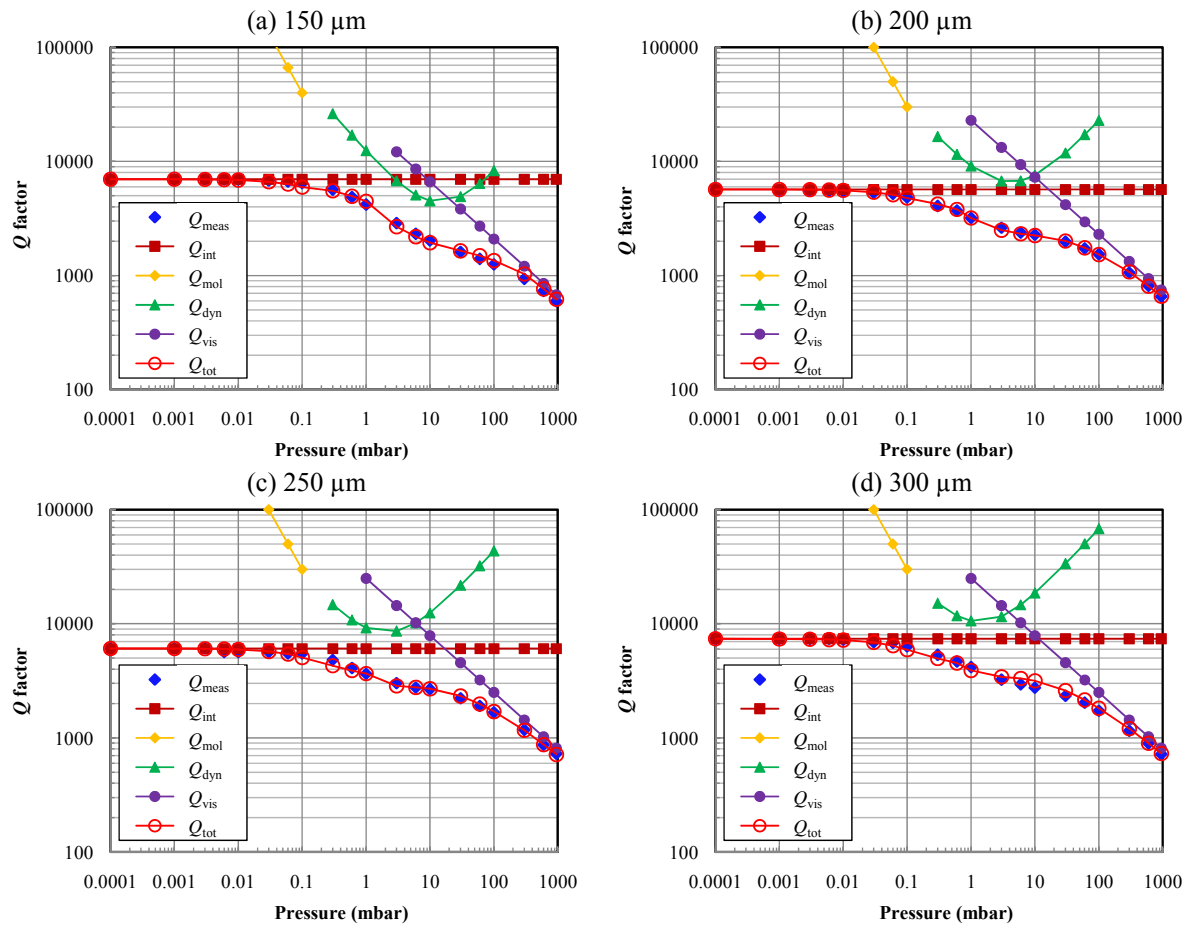 (a) 150 µm
100000
10000
1000
100
Q factor
Qmeas
Qint
Qmol
Qdyn
Qvis
Qtot
0.0001 0.001 0.01 0.1 1 10 100 1000
Pressure (mbar)
(b) 200 µm
100000
10000
1000
100
Q factor
Qmeas
Qint
Qmol
Qdyn
Qvis
Qtot
0.0001 0.001 0.01 0.1 1 10 100 1000
Pressure (mbar)
(c) 250 µm
100000
10000
1000
100
Q factor
Qmeas
Qint
Qmol
Qdyn
Qvis
Qtot
0.0001 0.001 0.01 0.1 1 10 100 1000
Pressure (mbar)
(d) 300 µm
100000
10000
1000
100
Q factor
Qmeas
Qint
Qmol
Qdyn
Qvis
Qtot
0.0001 0.001 0.01 0.1 1 10 100 1000
Pressure (mbar)